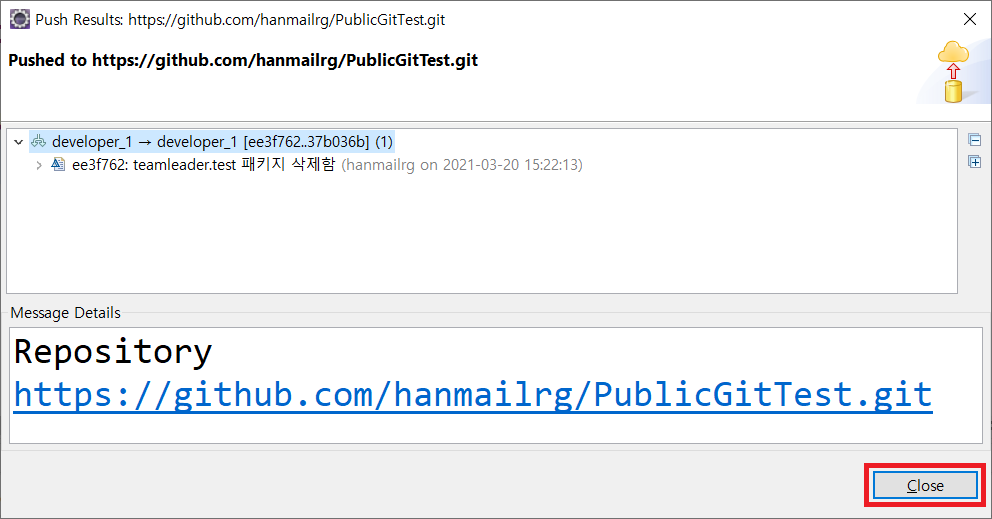 Push Results: https://github.com/hanmailrg/PublicGitTest.git
Pushed to https://github.com/hanmailrg/PublicGitTest.git
developer_1 → developer_1 [ee3f762..37b036b] (1)
ee3f762: teamleader.test 패키지 삭제함 (hanmailrg on 2021-03-20 15:22:13)
Message Details
Repository
https://github.com/hanmailrg/PublicGitTest.git
Close